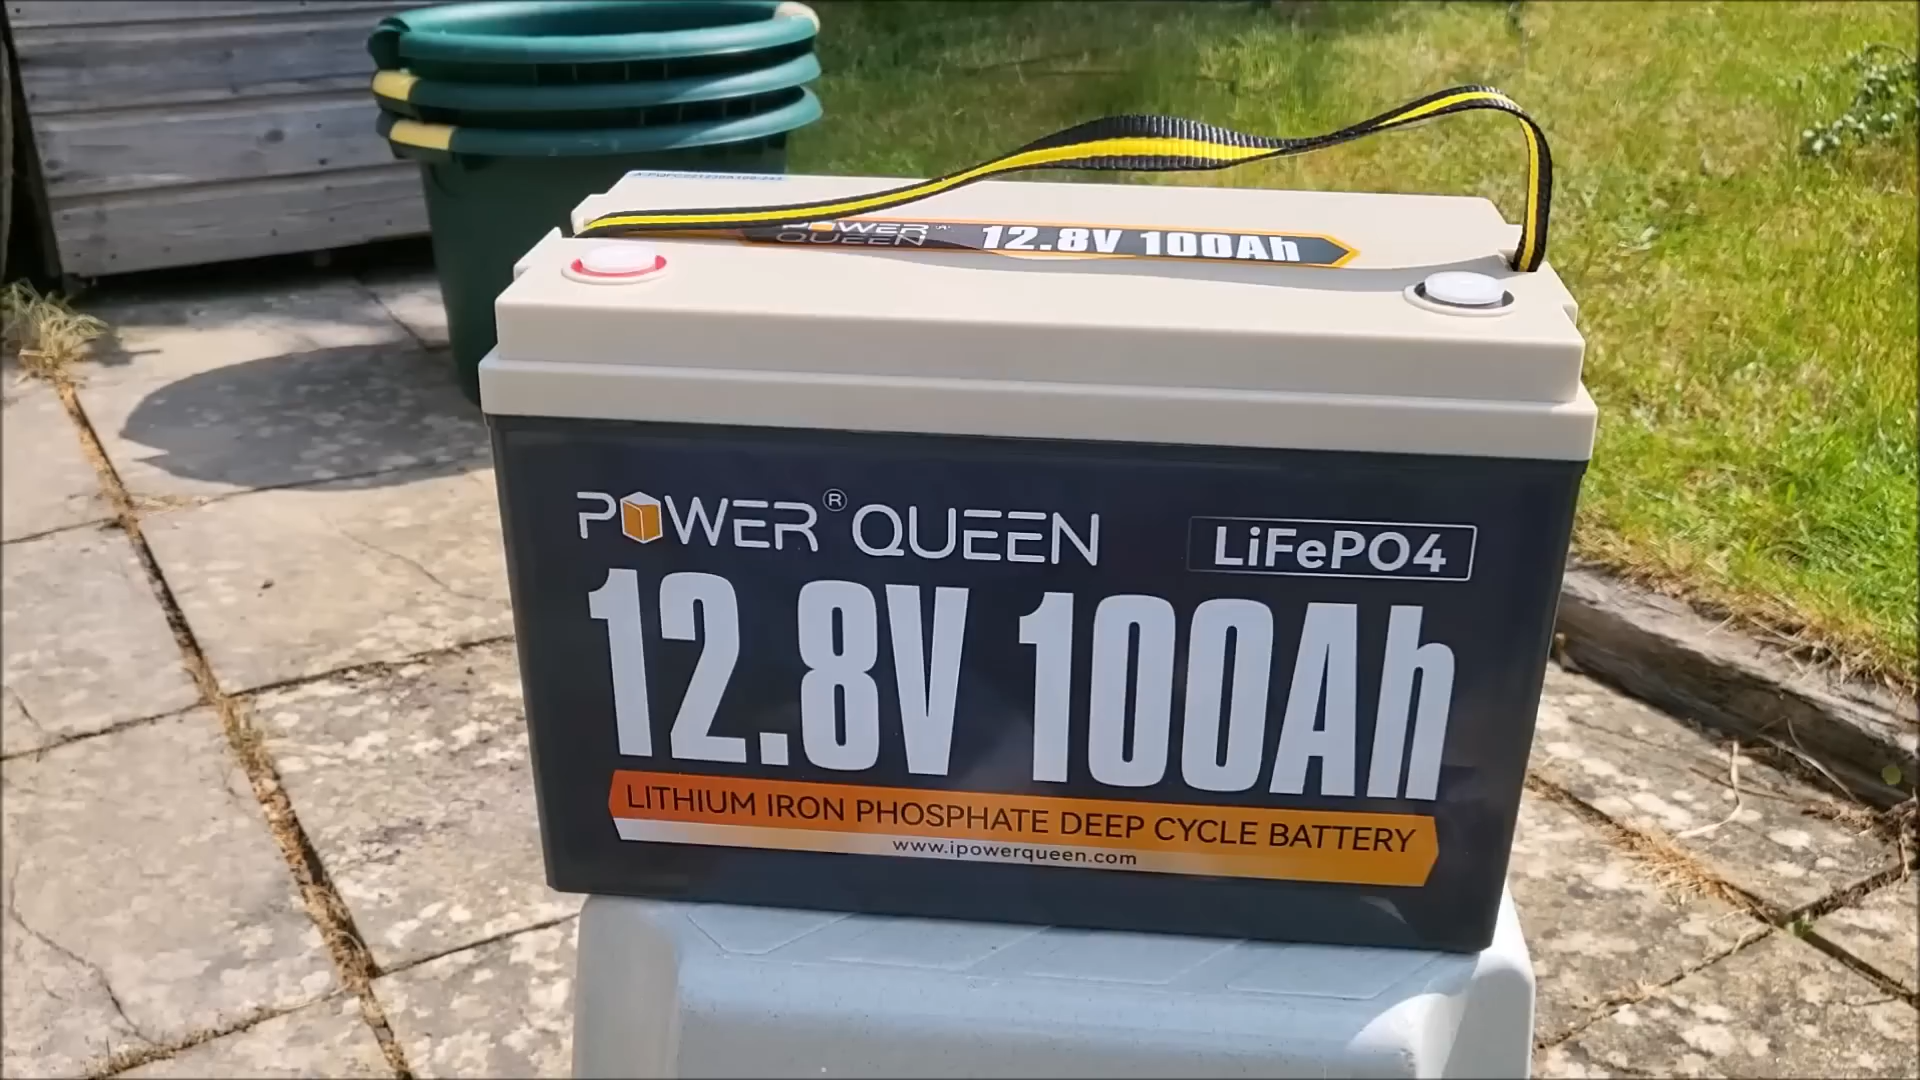 POWER QUEEN 12.8V 100Ah
POWER® QUEEN
LiFePO4
12.8V 100Ah
LITHIUM IRON PHOSPHATE DEEP CYCLE BATTERY
www.ipowerqueen.com